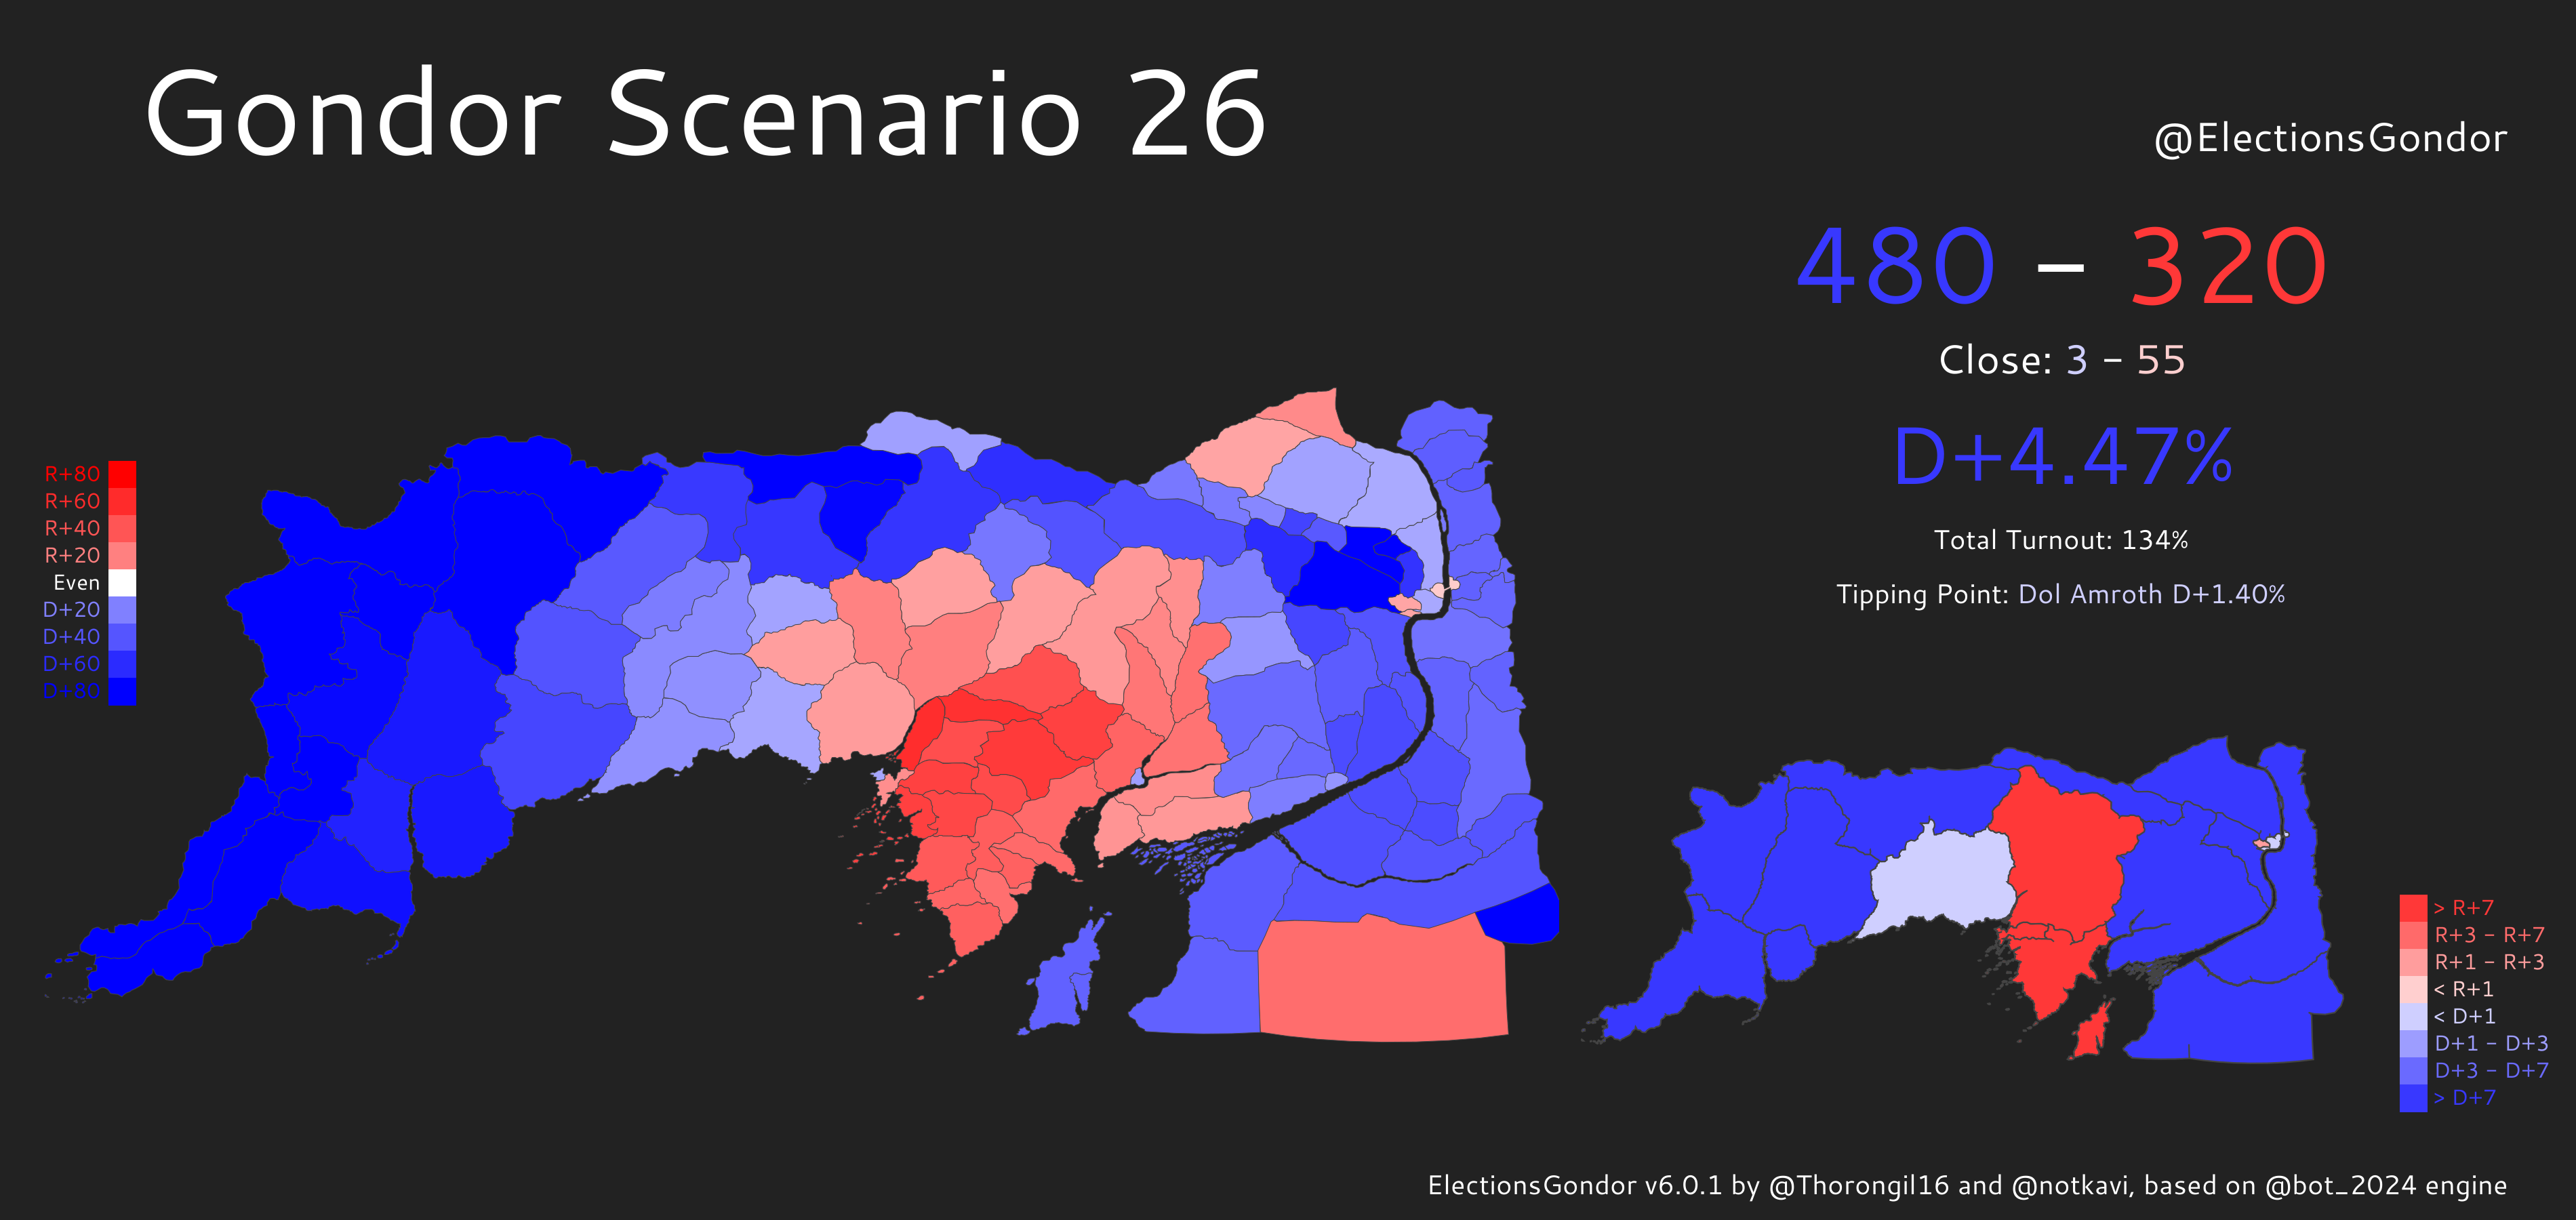 Gondor Scenario 26
@ElectionsGondor
480 – 320
Close: 3 – 55
D+4.47%
Total Turnout: 134%
Tipping Point: Dol Amroth D+1.40%
R+80
R+60
R+40
R+20
Even
D+20
D+40
D+60
D+80
> R+7
R+3 – R+7
R+1 – R+3
< R+1
< D+1
D+1 – D+3
D+3 – D+7
> D+7
ElectionsGondor v6.0.1 by @Thorongil16 and @notkavi, based on @bot_2024 engine